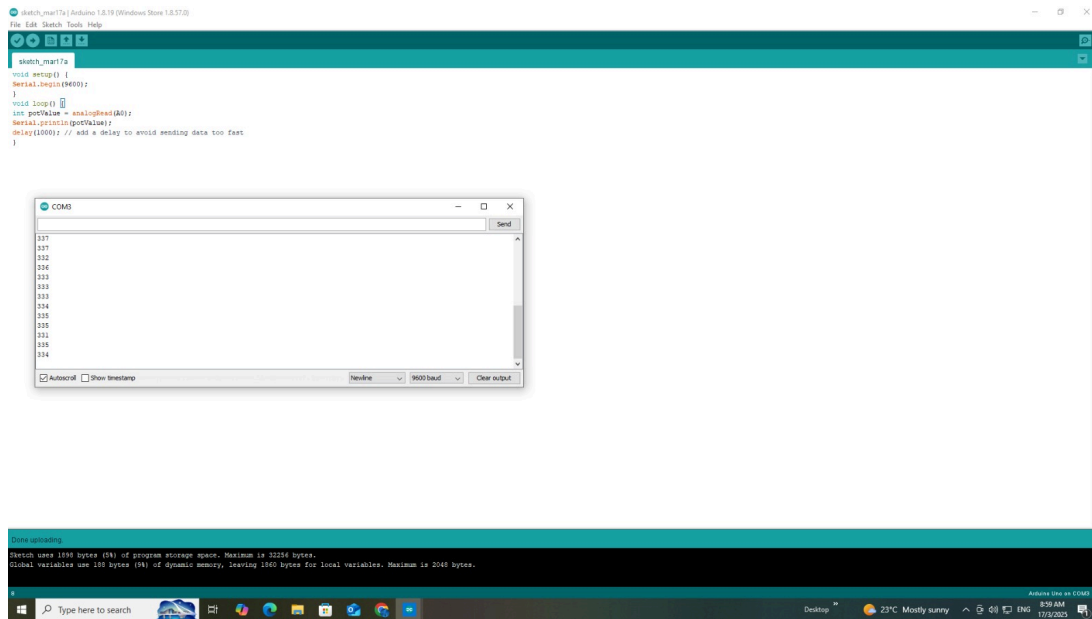 sketch_mar17a | Arduino 1.8.19 (Windows Store 1.8.57.0)
File Edit Sketch Tools Help
sketch_mar17a
void setup() {
Serial.begin(9600);
}
void loop() {
int potValue = analogRead(A0);
Serial.println(potValue);
delay(1000); // add a delay to avoid sending data too fast
}
COM3
Send
337
337
332
336
333
333
333
334
335
335
331
335
334
Autoscroll Show timestamp Newline 9600 baud Clear output
Done uploading.
Sketch uses 1898 bytes (5%) of program storage space. Maximum is 32256 bytes.
Global variables use 188 bytes (9%) of dynamic memory, leaving 1860 bytes for local variables. Maximum is 2048 bytes.
8 Arduino Uno on COM3
Type here to search Desktop 23°C Mostly sunny ENG 8:59 AM
17/3/2025